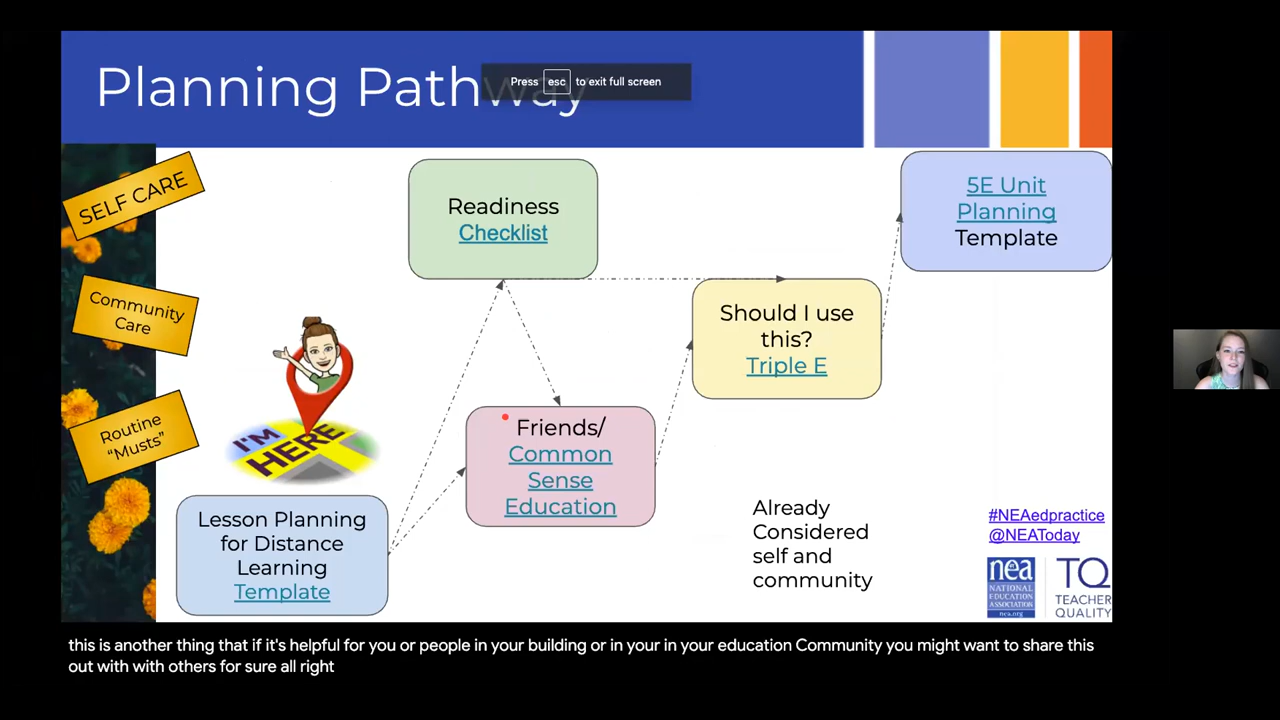 Planning Pathway
Press esc to exit full screen
SELF CARE
Community
Care
Routine
"Musts"
Readiness
Checklist
5E Unit
Planning
Template
Should I use
this?
Triple E
I'M
HERE
Friends/
Common
Sense
Education
Lesson Planning
for Distance
Learning
Template
Already
Considered
self and
community
#NEAedpractice
@NEAToday
nea
NATIONAL
EDUCATION
ASSOCIATION
nea.org
TQ
TEACHER
QUALITY
this is another thing that if it's helpful for you or people in your building or in your in your education Community you might want to share this
out with with others for sure all right